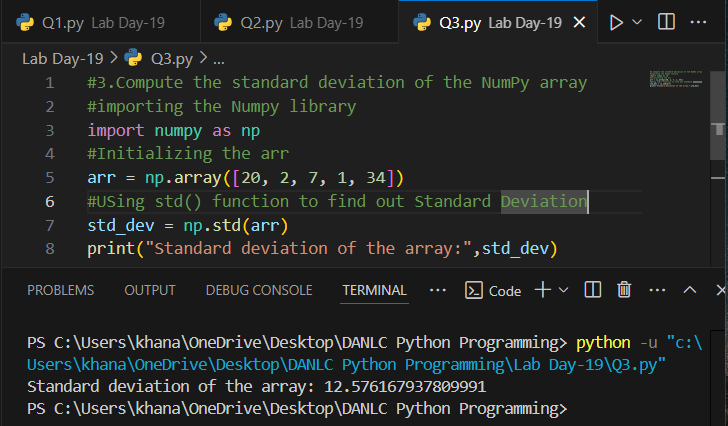 Q1.py Lab Day-19 Q2.py Lab Day-19 Q3.py Lab Day-19
Lab Day-19 > Q3.py > ...
1 #3.Compute the standard deviation of the NumPy array
2 #importing the Numpy library
3 import numpy as np
4 #Initializing the arr
5 arr = np.array([20, 2, 7, 1, 34])
6 #USing std() function to find out Standard Deviation
7 std_dev = np.std(arr)
8 print("Standard deviation of the array:",std_dev)
PROBLEMS OUTPUT DEBUG CONSOLE TERMINAL ... Code
PS C:\Users\khana\OneDrive\Desktop\DANLC Python Programming> python -u "c:\
Users\khana\OneDrive\Desktop\DANLC Python Programming\Lab Day-19\Q3.py"
Standard deviation of the array: 12.576167937809991
PS C:\Users\khana\OneDrive\Desktop\DANLC Python Programming>